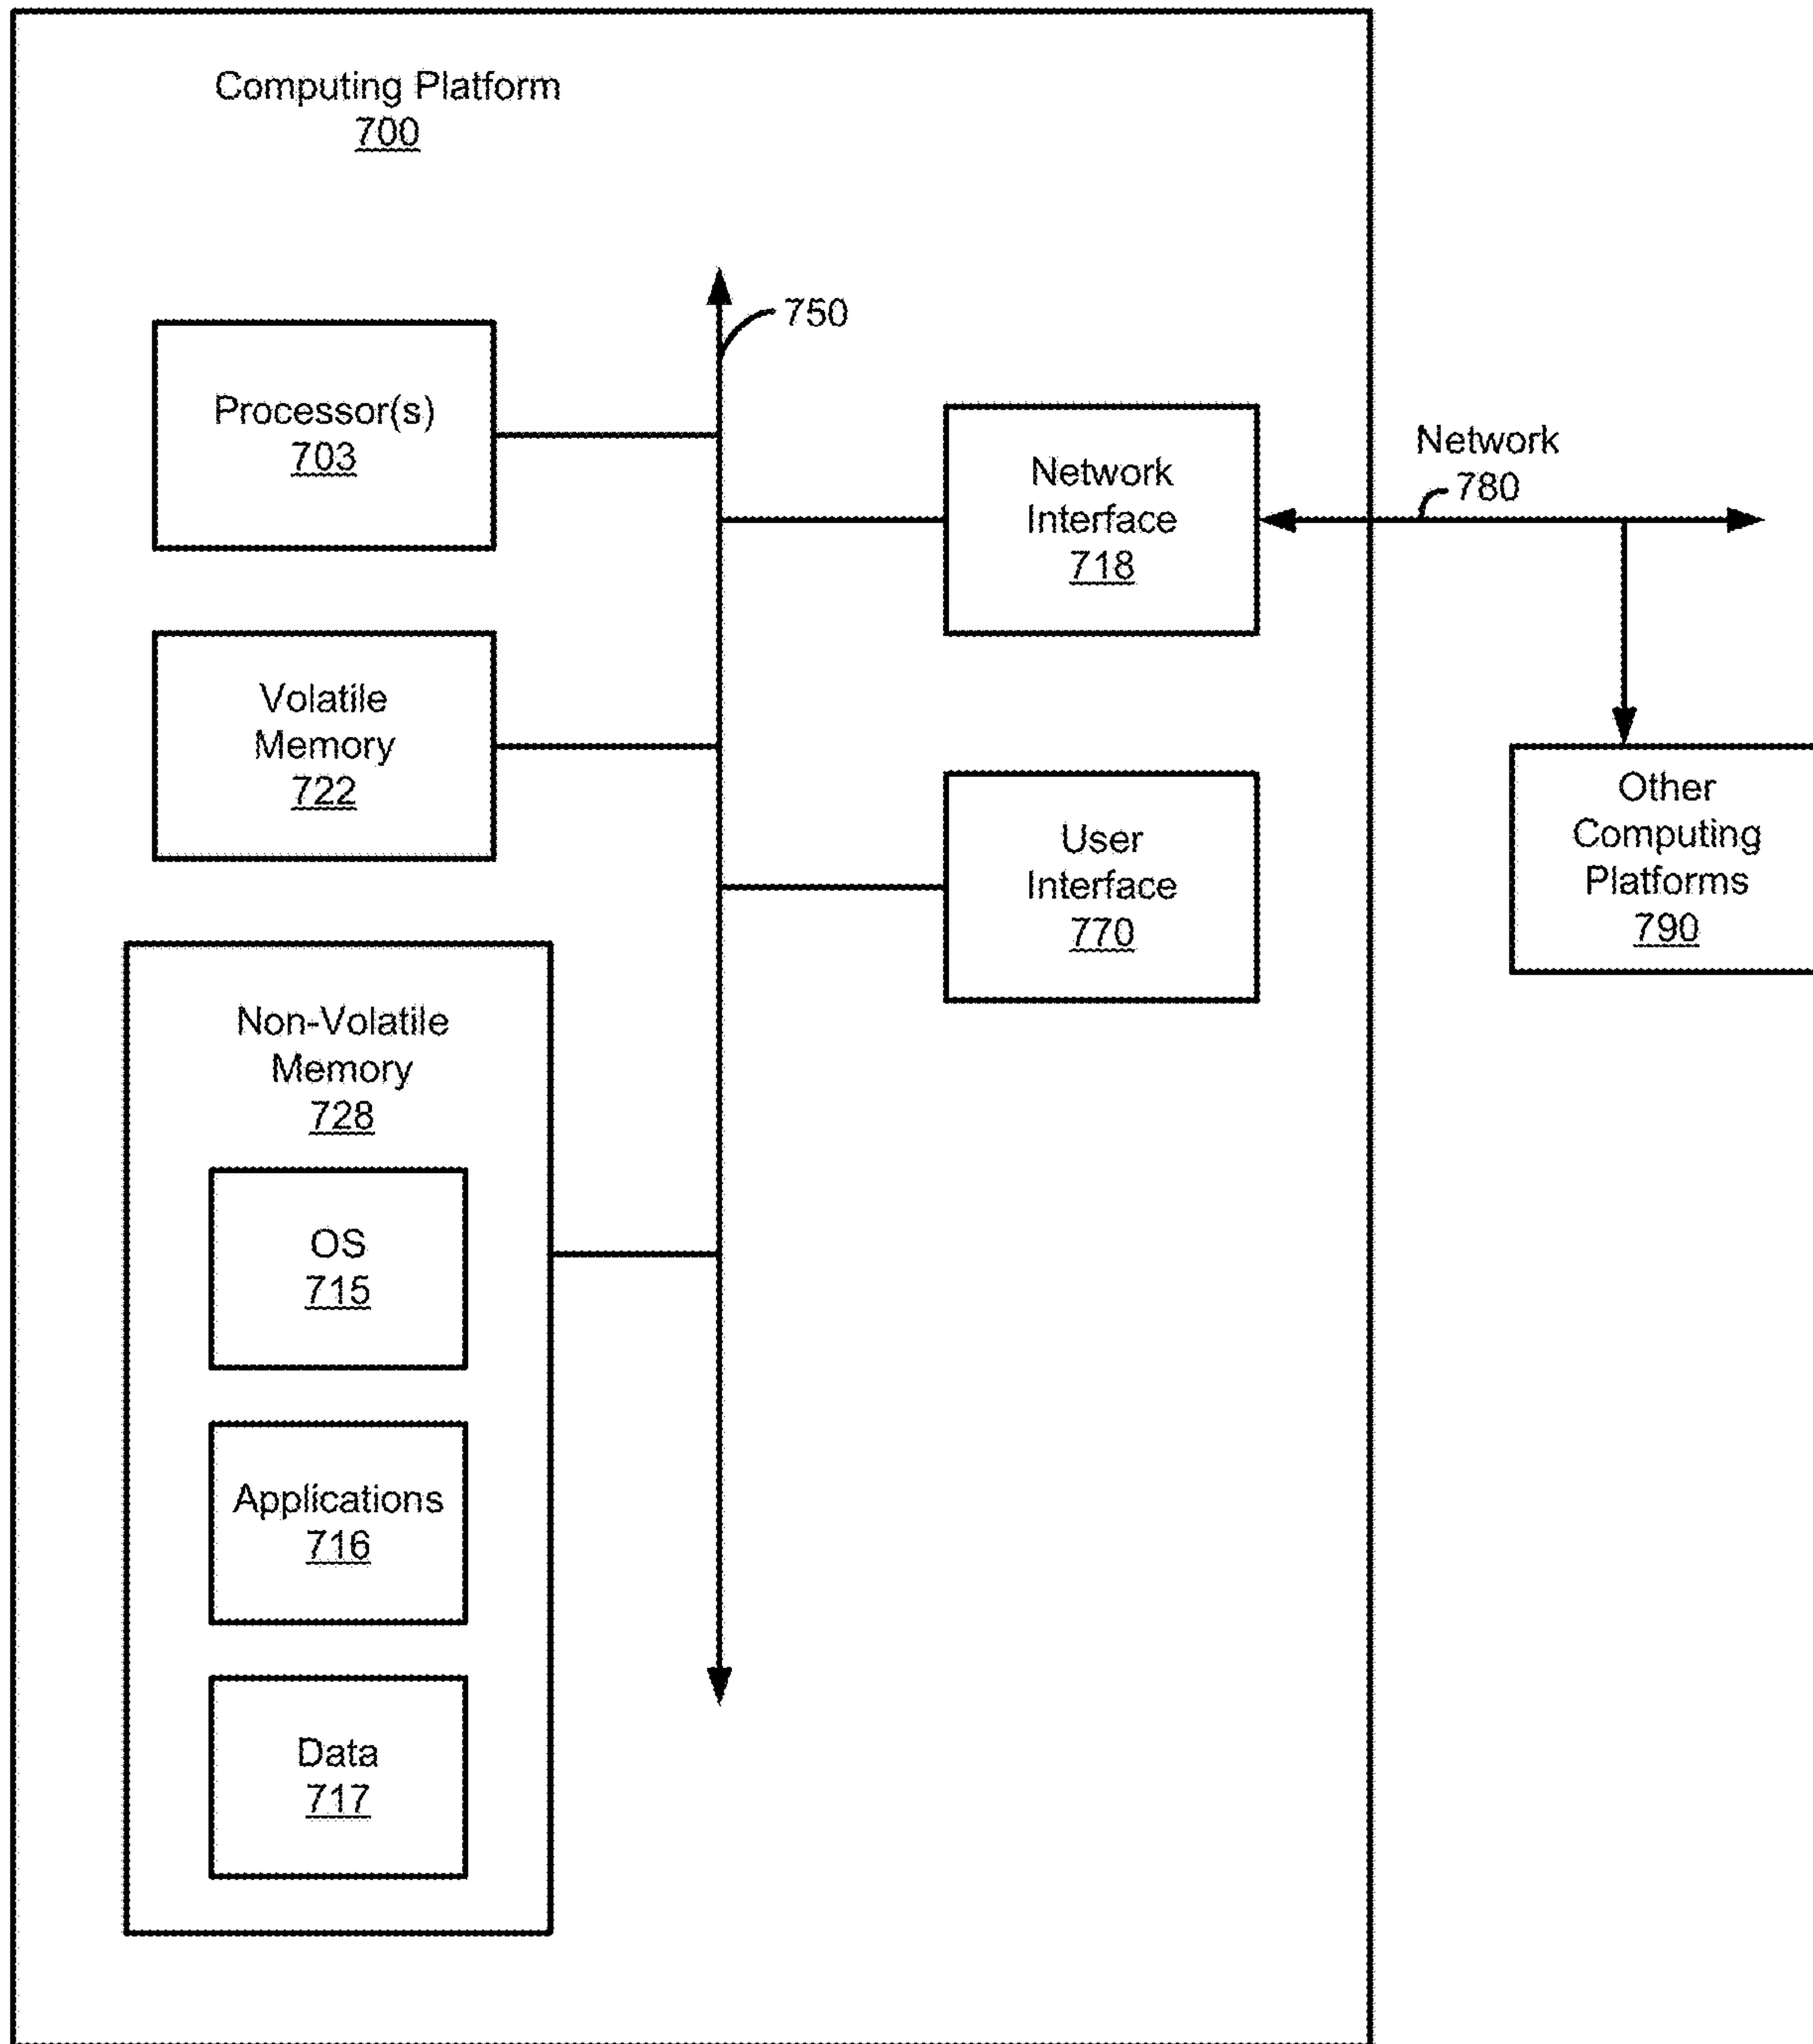 Computing Platform
700
750
Processor(s)
703
Network
Interface
718
Network
780
Volatile
Memory
722
User
Interface
770
Other
Computing
Platforms
790
Non-Volatile
Memory
728
OS
715
Applications
716
Data
717